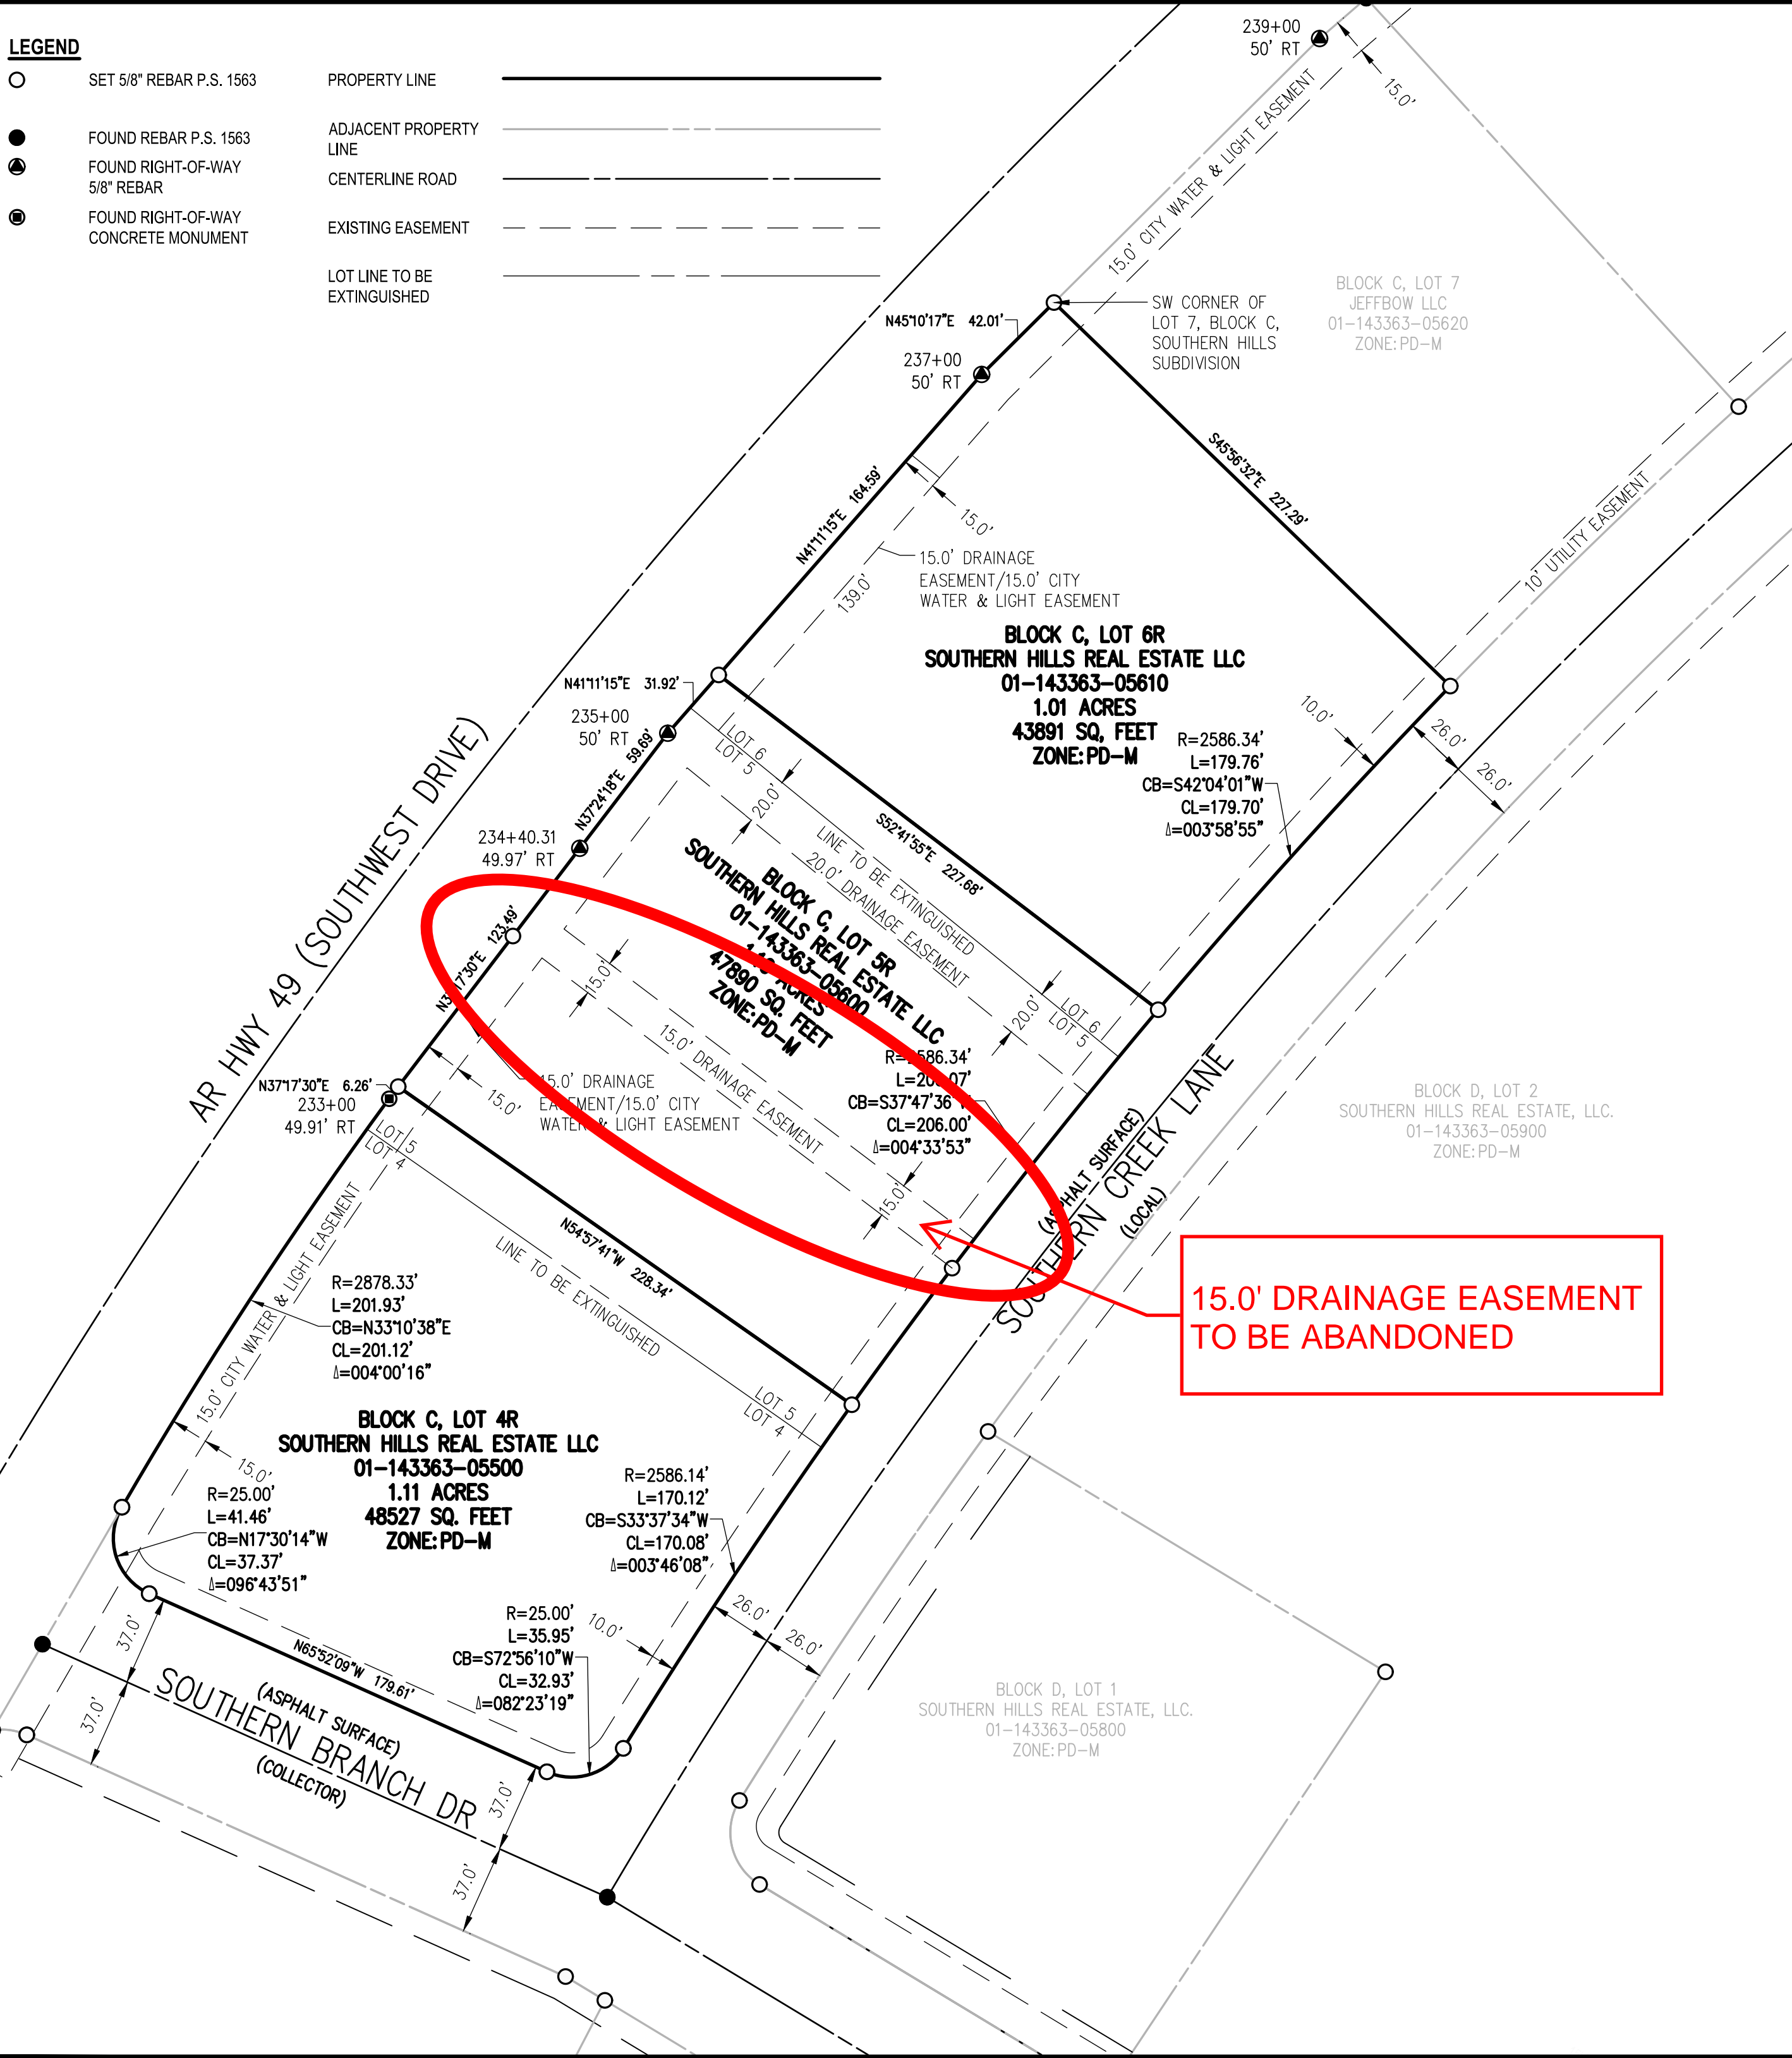 LEGEND
SET 5/8" REBAR P.S. 1563
FOUND REBAR P.S. 1563
FOUND RIGHT-OF-WAY
5/8" REBAR
FOUND RIGHT-OF-WAY
CONCRETE MONUMENT
PROPERTY LINE
ADJACENT PROPERTY
LINE
CENTERLINE ROAD
EXISTING EASEMENT
LOT LINE TO BE
EXTINGUISHED
239+00
50' RT
15.0'
15.0' CITY WATER & LIGHT EASEMENT
BLOCK C, LOT 7
JEFFBOW LLC
01-143363-05620
ZONE: PD-M
SW CORNER OF
LOT 7, BLOCK C,
SOUTHERN HILLS
SUBDIVISION
N45°10'17"E 42.01'
237+00
50' RT
S45°56'32"E 227.29'
N41°11'15"E 164.59'
15.0'
10' UTILITY EASEMENT
139.0'
15.0' DRAINAGE
EASEMENT/15.0' CITY
WATER & LIGHT EASEMENT
BLOCK C, LOT 6R
SOUTHERN HILLS REAL ESTATE LLC
01-143363-05610
1.01 ACRES
43891 SQ, FEET
ZONE: PD-M
10.0'
26.0'
26.0'
R=2586.34'
L=179.76'
CB=S42°04'01"W
CL=179.70'
Δ=003°58'55"
N41°11'15"E 31.92'
235+00
50' RT
LOT 6
LOT 5
N37°24'18"E 59.69'
20.0'
234+40.31
49.97' RT
S52°41'55"E 227.68'
LINE TO BE EXTINGUISHED
20.0' DRAINAGE EASEMENT
BLOCK C, LOT 5R
SOUTHERN HILLS REAL ESTATE LLC
01-143363-05600
ACRES
47890 SQ. FEET
ZONE: PD-M
AR HWY 49 (SOUTHWEST DRIVE)
123.49'
15.0'
20.0'
LOT 6
LOT 5
15.0' DRAINAGE EASEMENT
CB=S37°47'36"
CL=206.00'
Δ=004°33'53"
N37°17'30"E 6.26'
233+00
49.91' RT
15.0'
15.0' DRAINAGE
EASEMENT/15.0' CITY
WATER & LIGHT EASEMENT
LOT 5
LOT 4
15.0'
(ASPHALT SURFACE)
SOUTHERN CREEK LANE
(LOCAL)
BLOCK D, LOT 2
SOUTHERN HILLS REAL ESTATE, LLC.
01-143363-05900
ZONE: PD-M
15.0' DRAINAGE EASEMENT
TO BE ABANDONED
N54°57'41"W 228.34'
LINE TO BE EXTINGUISHED
15.0' CITY WATER & LIGHT EASEMENT
R=2878.33'
L=201.93'
CB=N33°10'38"E
CL=201.12'
Δ=004°00'16"
LOT 5
LOT 4
BLOCK C, LOT 4R
SOUTHERN HILLS REAL ESTATE LLC
01-143363-05500
1.11 ACRES
48527 SQ. FEET
ZONE: PD-M
15.0'
R=25.00'
L=41.46'
CB=N17°30'14"W
CL=37.37'
Δ=096°43'51"
R=2586.14'
L=170.12'
CB=S33°37'34"W
CL=170.08'
Δ=003°46'08"
R=25.00'
L=35.95'
CB=S72°56'10"W
CL=32.93'
Δ=082°23'19"
10.0'
26.0'
26.0'
37.0'
N65°52'09"W 179.61'
37.0'
(ASPHALT SURFACE)
SOUTHERN BRANCH DR
(COLLECTOR)
37.0'
37.0'
BLOCK D, LOT 1
SOUTHERN HILLS REAL ESTATE, LLC.
01-143363-05800
ZONE: PD-M